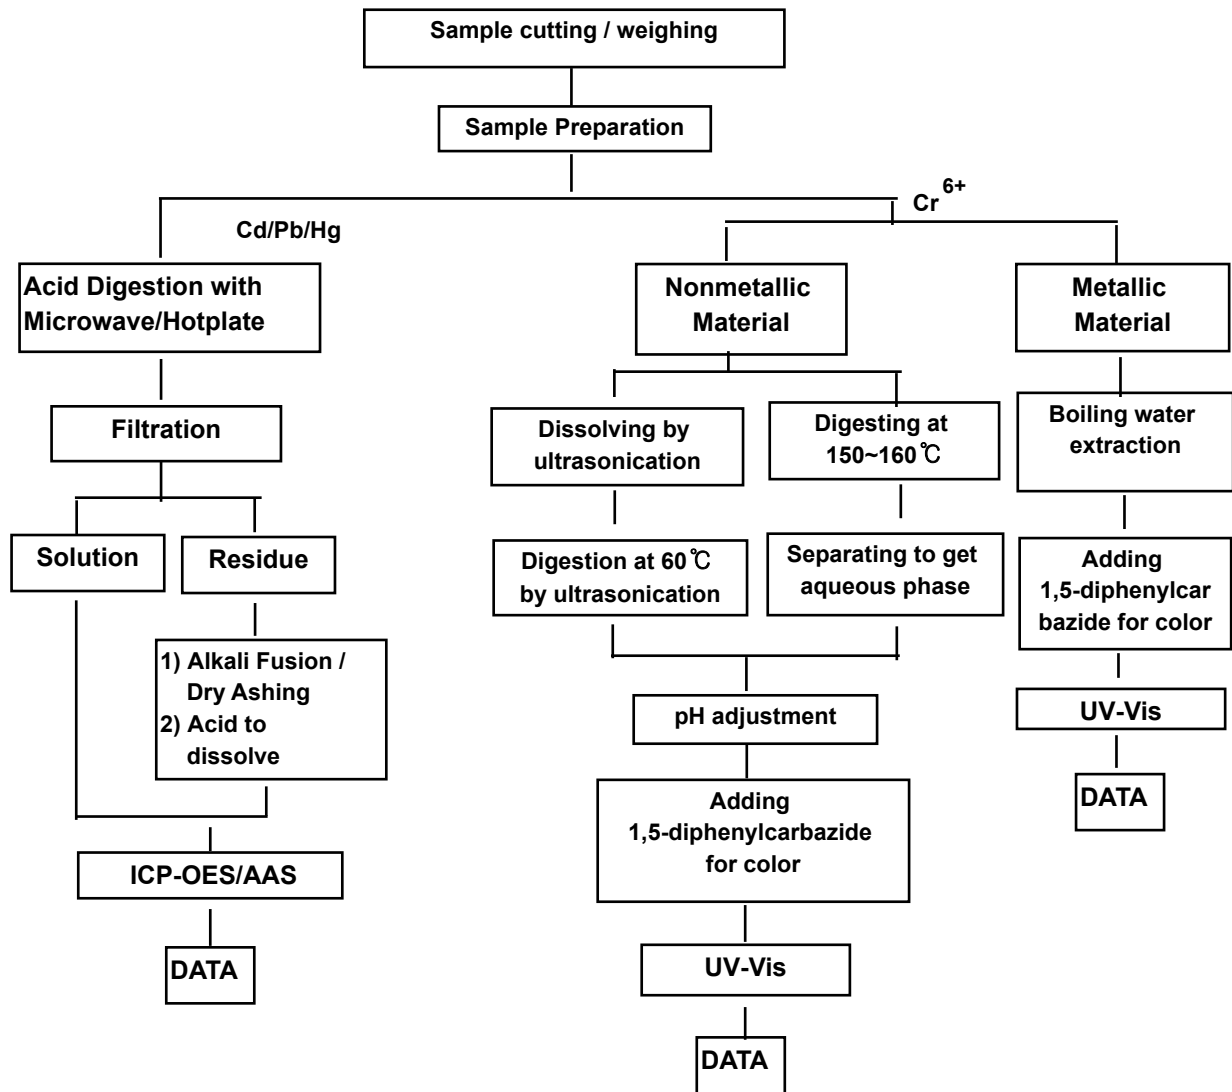 Sample cutting / weighing
Sample Preparation
Cr 6+
Cd/Pb/Hg
Acid Digestion with
Microwave/Hotplate
Filtration
Solution
Residue
1) Alkali Fusion /
Dry Ashing
2) Acid to
dissolve
ICP-OES/AAS
DATA
Nonmetallic
Material
Dissolving by
ultrasonication
Digestion at 60℃
by ultrasonication
Digesting at
150~160℃
Separating to get
aqueous phase
pH adjustment
Adding
1,5-diphenylcarbazide
for color
UV-Vis
DATA
Metallic
Material
Boiling water
extraction
Adding
1,5-diphenylcar
bazide for color
UV-Vis
DATA